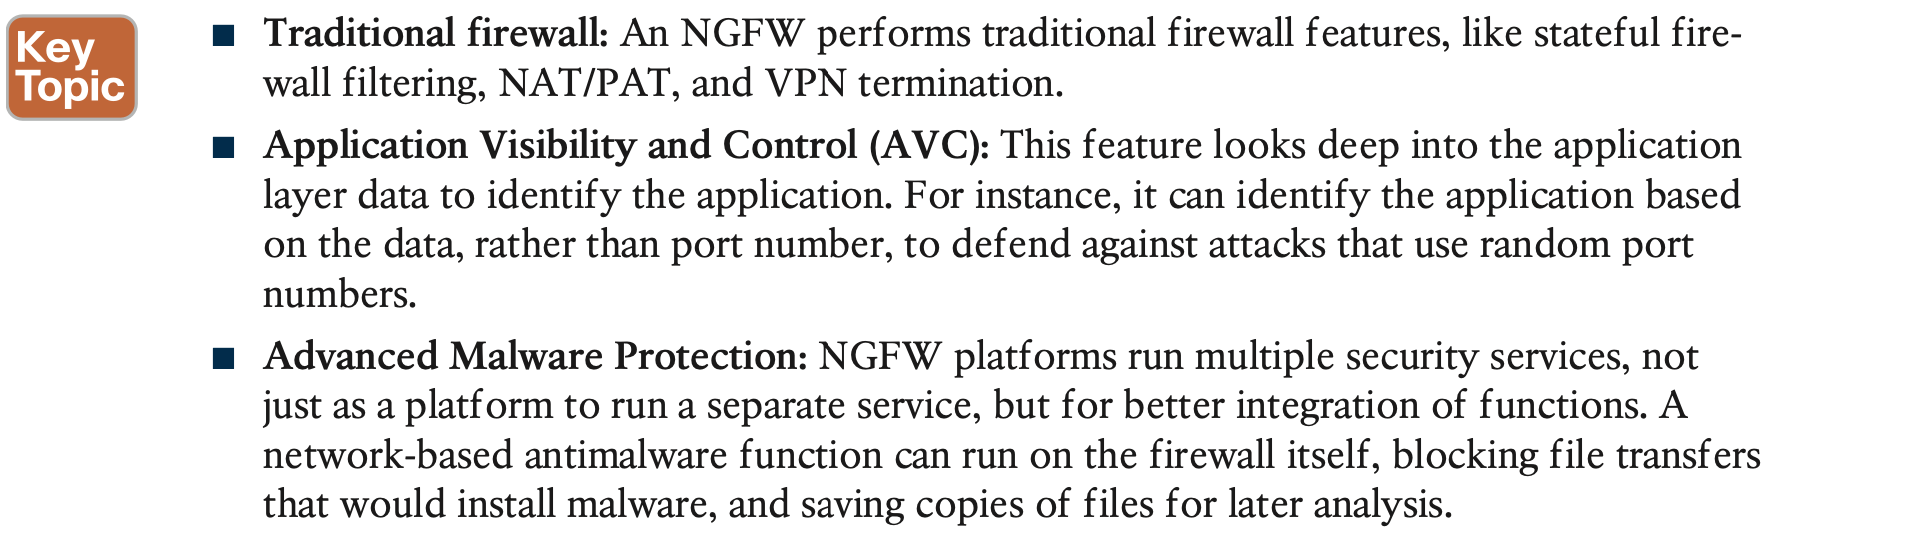 Key
Topic
■ Traditional firewall: An NGFW performs traditional firewall features, like stateful fire-
wall filtering, NAT/PAT, and VPN termination.
■ Application Visibility and Control (AVC): This feature looks deep into the application
layer data to identify the application. For instance, it can identify the application based
on the data, rather than port number, to defend against attacks that use random port
numbers.
■ Advanced Malware Protection: NGFW platforms run multiple security services, not
just as a platform to run a separate service, but for better integration of functions. A
network-based antimalware function can run on the firewall itself, blocking file transfers
that would install malware, and saving copies of files for later analysis.